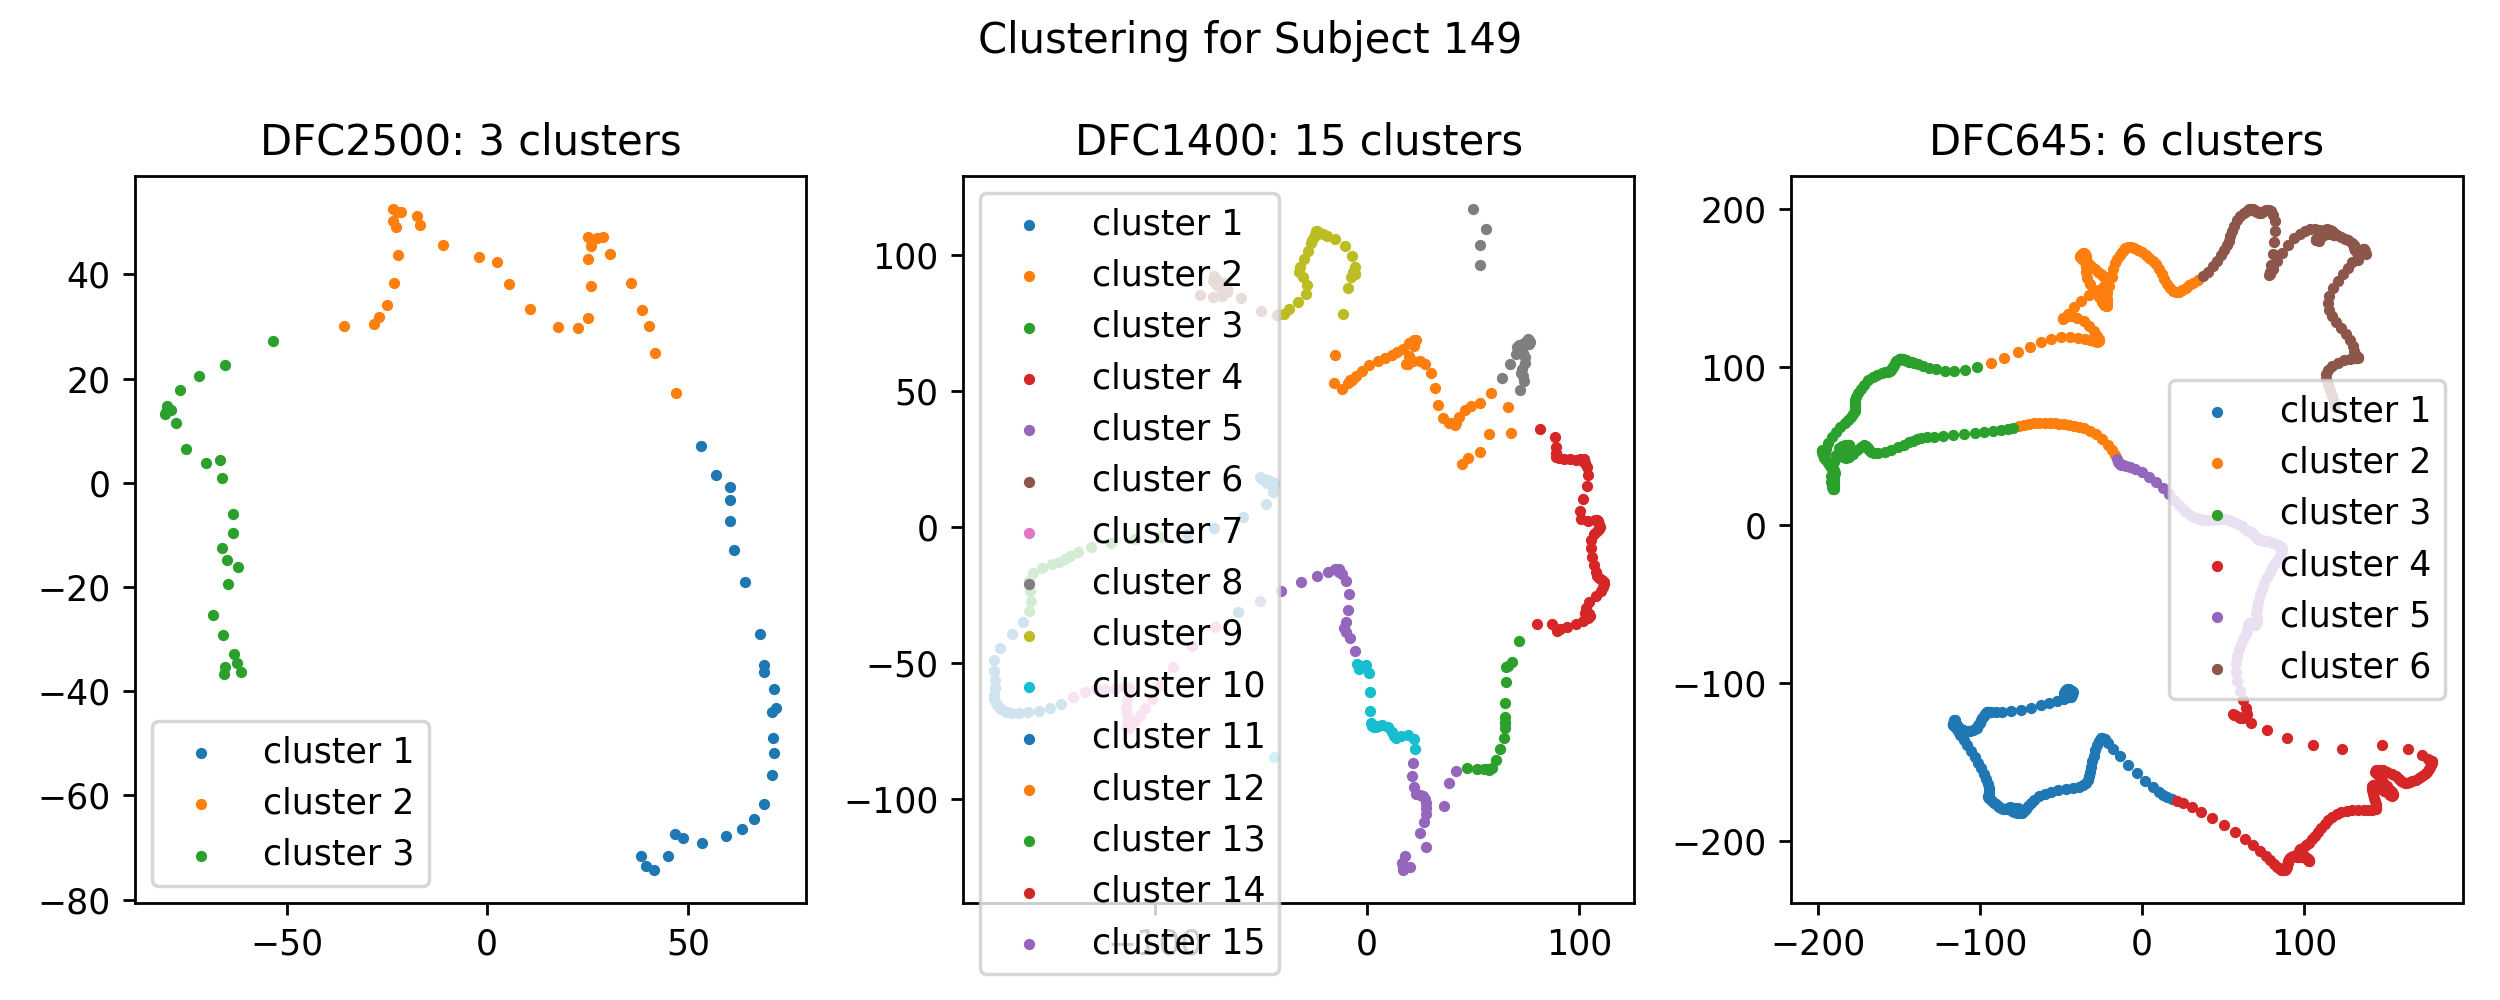 Clustering for Subject 149
DFC2500: 3 clusters
40
20
0
−20
−40
−60
−80
−50
0
50
cluster 1
cluster 2
cluster 3
DFC1400: 15 clusters
100
50
0
−50
−100
−100
0
100
cluster 1
cluster 2
cluster 3
cluster 4
cluster 5
cluster 6
cluster 7
cluster 8
cluster 9
cluster 10
cluster 11
cluster 12
cluster 13
cluster 14
cluster 15
DFC645: 6 clusters
200
100
0
−100
−200
−200
−100
0
100
cluster 1
cluster 2
cluster 3
cluster 4
cluster 5
cluster 6